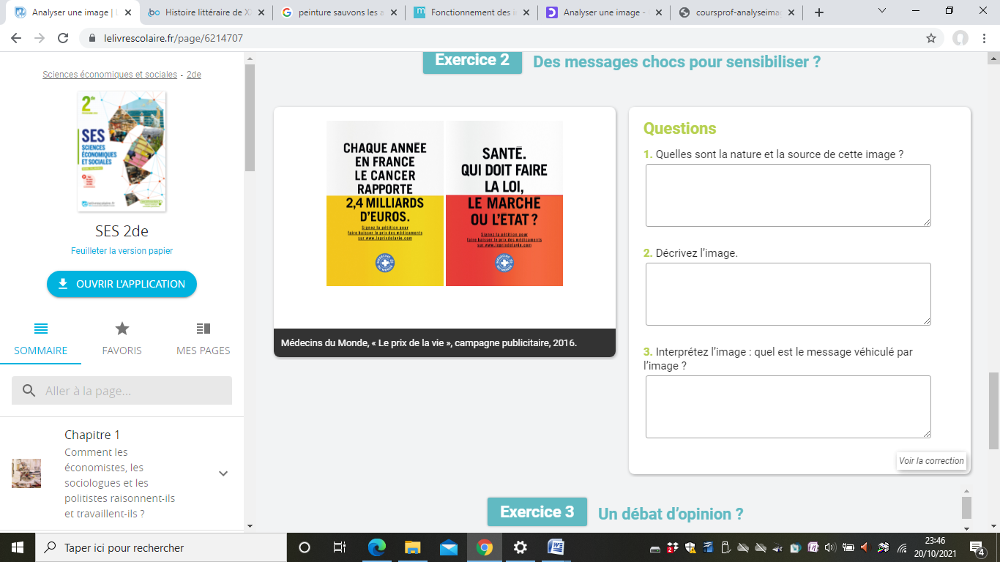 Analyser une image | L
Histoire littéraire de X
peinture sauvons les a
Fonctionnement des i
Analyser une image -
coursprof-analyseima
lelivrescolaire.fr/page/6214707
Sciences économiques et sociales - 2de
2de
SES
SCIENCES
ÉCONOMIQUES
ET SOCIALES
SES 2de
Feuilleter la version papier
OUVRIR L'APPLICATION
SOMMAIRE
FAVORIS
MES PAGES
Aller à la page...
Chapitre 1
Comment les
économistes, les
sociologues et les
politistes raisonnent-ils
et travaillent-ils ?
Exercice 2
Des messages chocs pour sensibiliser ?
CHAQUE ANNÉE
EN FRANCE
LE CANCER
RAPPORTE
2,4 MILLIARDS
D'EUROS.
Signez la pétition pour
faire baisser le prix des médicaments
sur www.leprixdelavie.com
MÉDECINS DU MONDE
SANTÉ.
QUI DOIT FAIRE
LA LOI,
LE MARCHÉ
OU L'ÉTAT ?
Signez la pétition pour
faire baisser le prix des médicaments
sur www.leprixdelavie.com
MÉDECINS DU MONDE
Médecins du Monde, « Le prix de la vie », campagne publicitaire, 2016.
Questions
1. Quelles sont la nature et la source de cette image ?
2. Décrivez l'image.
3. Interprétez l'image : quel est le message véhiculé par
l'image ?
Voir la correction
Exercice 3
Un débat d'opinion ?
Taper ici pour rechercher
23:46
20/10/2021
4